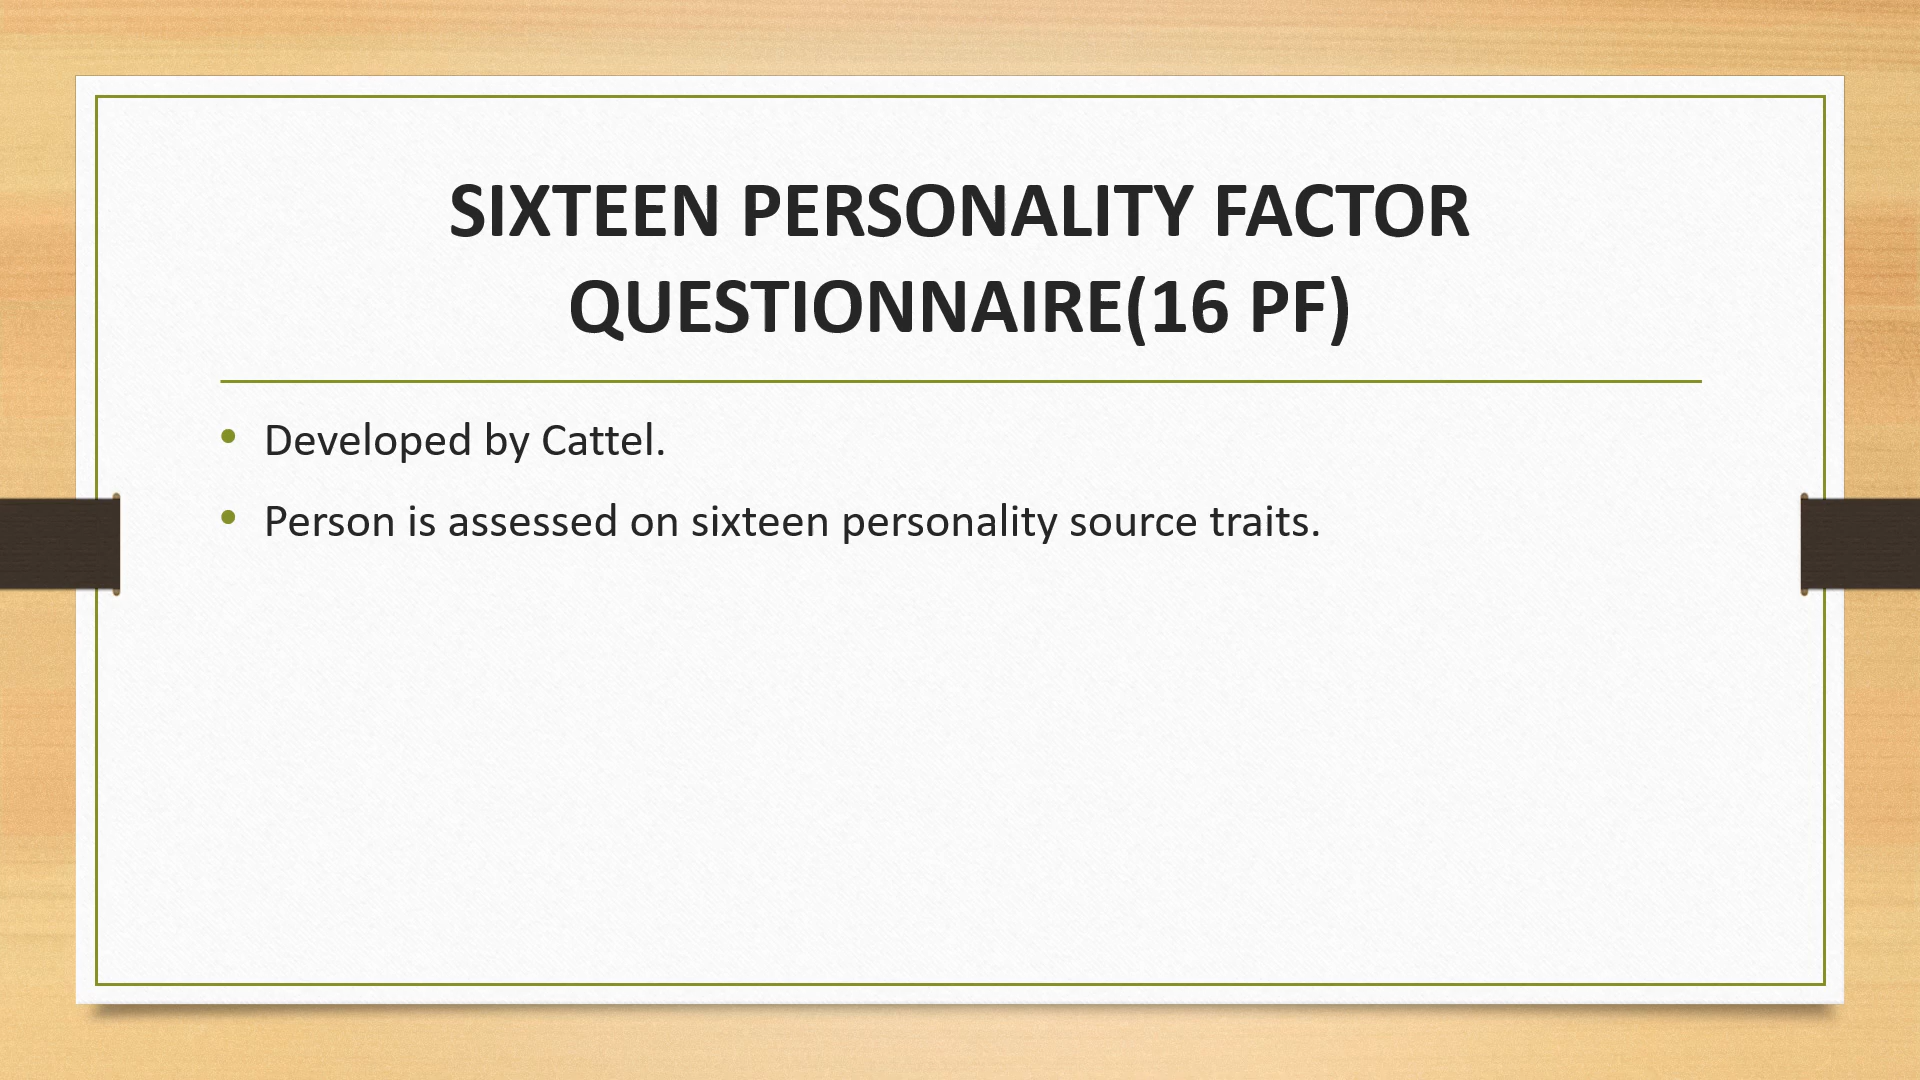 SIXTEEN PERSONALITY FACTOR
QUESTIONNAIRE(16 PF)
• Developed by Cattel.
• Person is assessed on sixteen personality source traits.